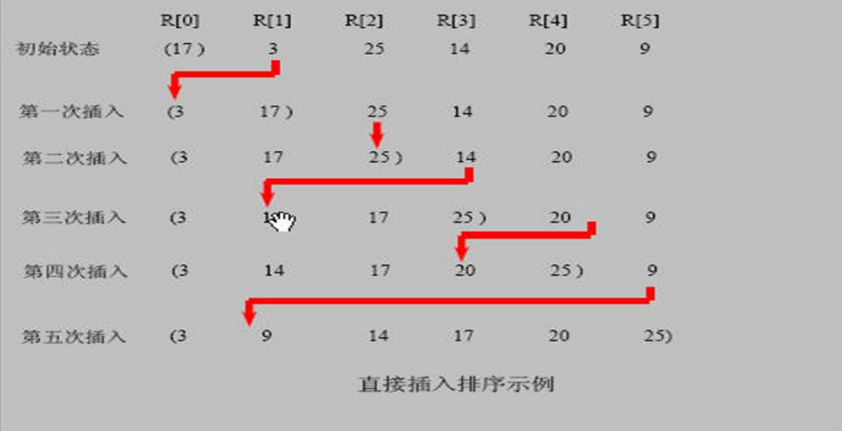 R[0] R[1] R[2] R[3] R[4] R[5]
初始状态 (17) 3 25 14 20 9
第一次插入 (3 17) 25 14 20 9
第二次插入 (3 17 25) 14 20 9
第三次插入 (3 17 25) 20 9
第四次插入 (3 14 17 20 25) 9
第五次插入 (3 9 14 17 20 25)
直接插入排序示例